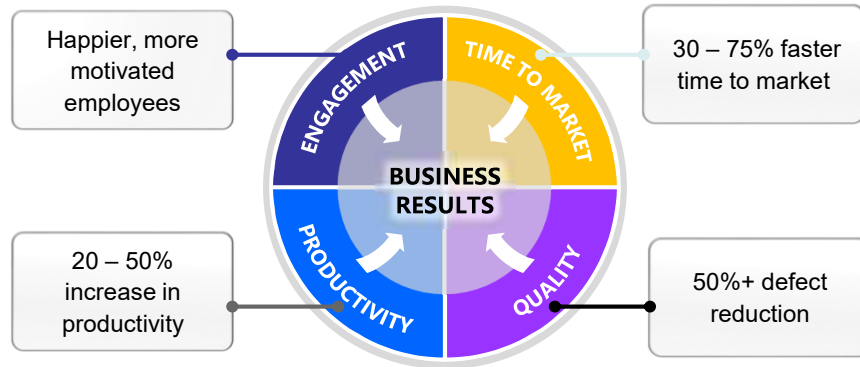 Happier, more
motivated
employees
ENGAGEMENT
TIME TO MARKET
30 – 75% faster
time to market
BUSINESS
RESULTS
20 – 50%
increase in
productivity
PRODUCTIVITY
QUALITY
50%+ defect
reduction